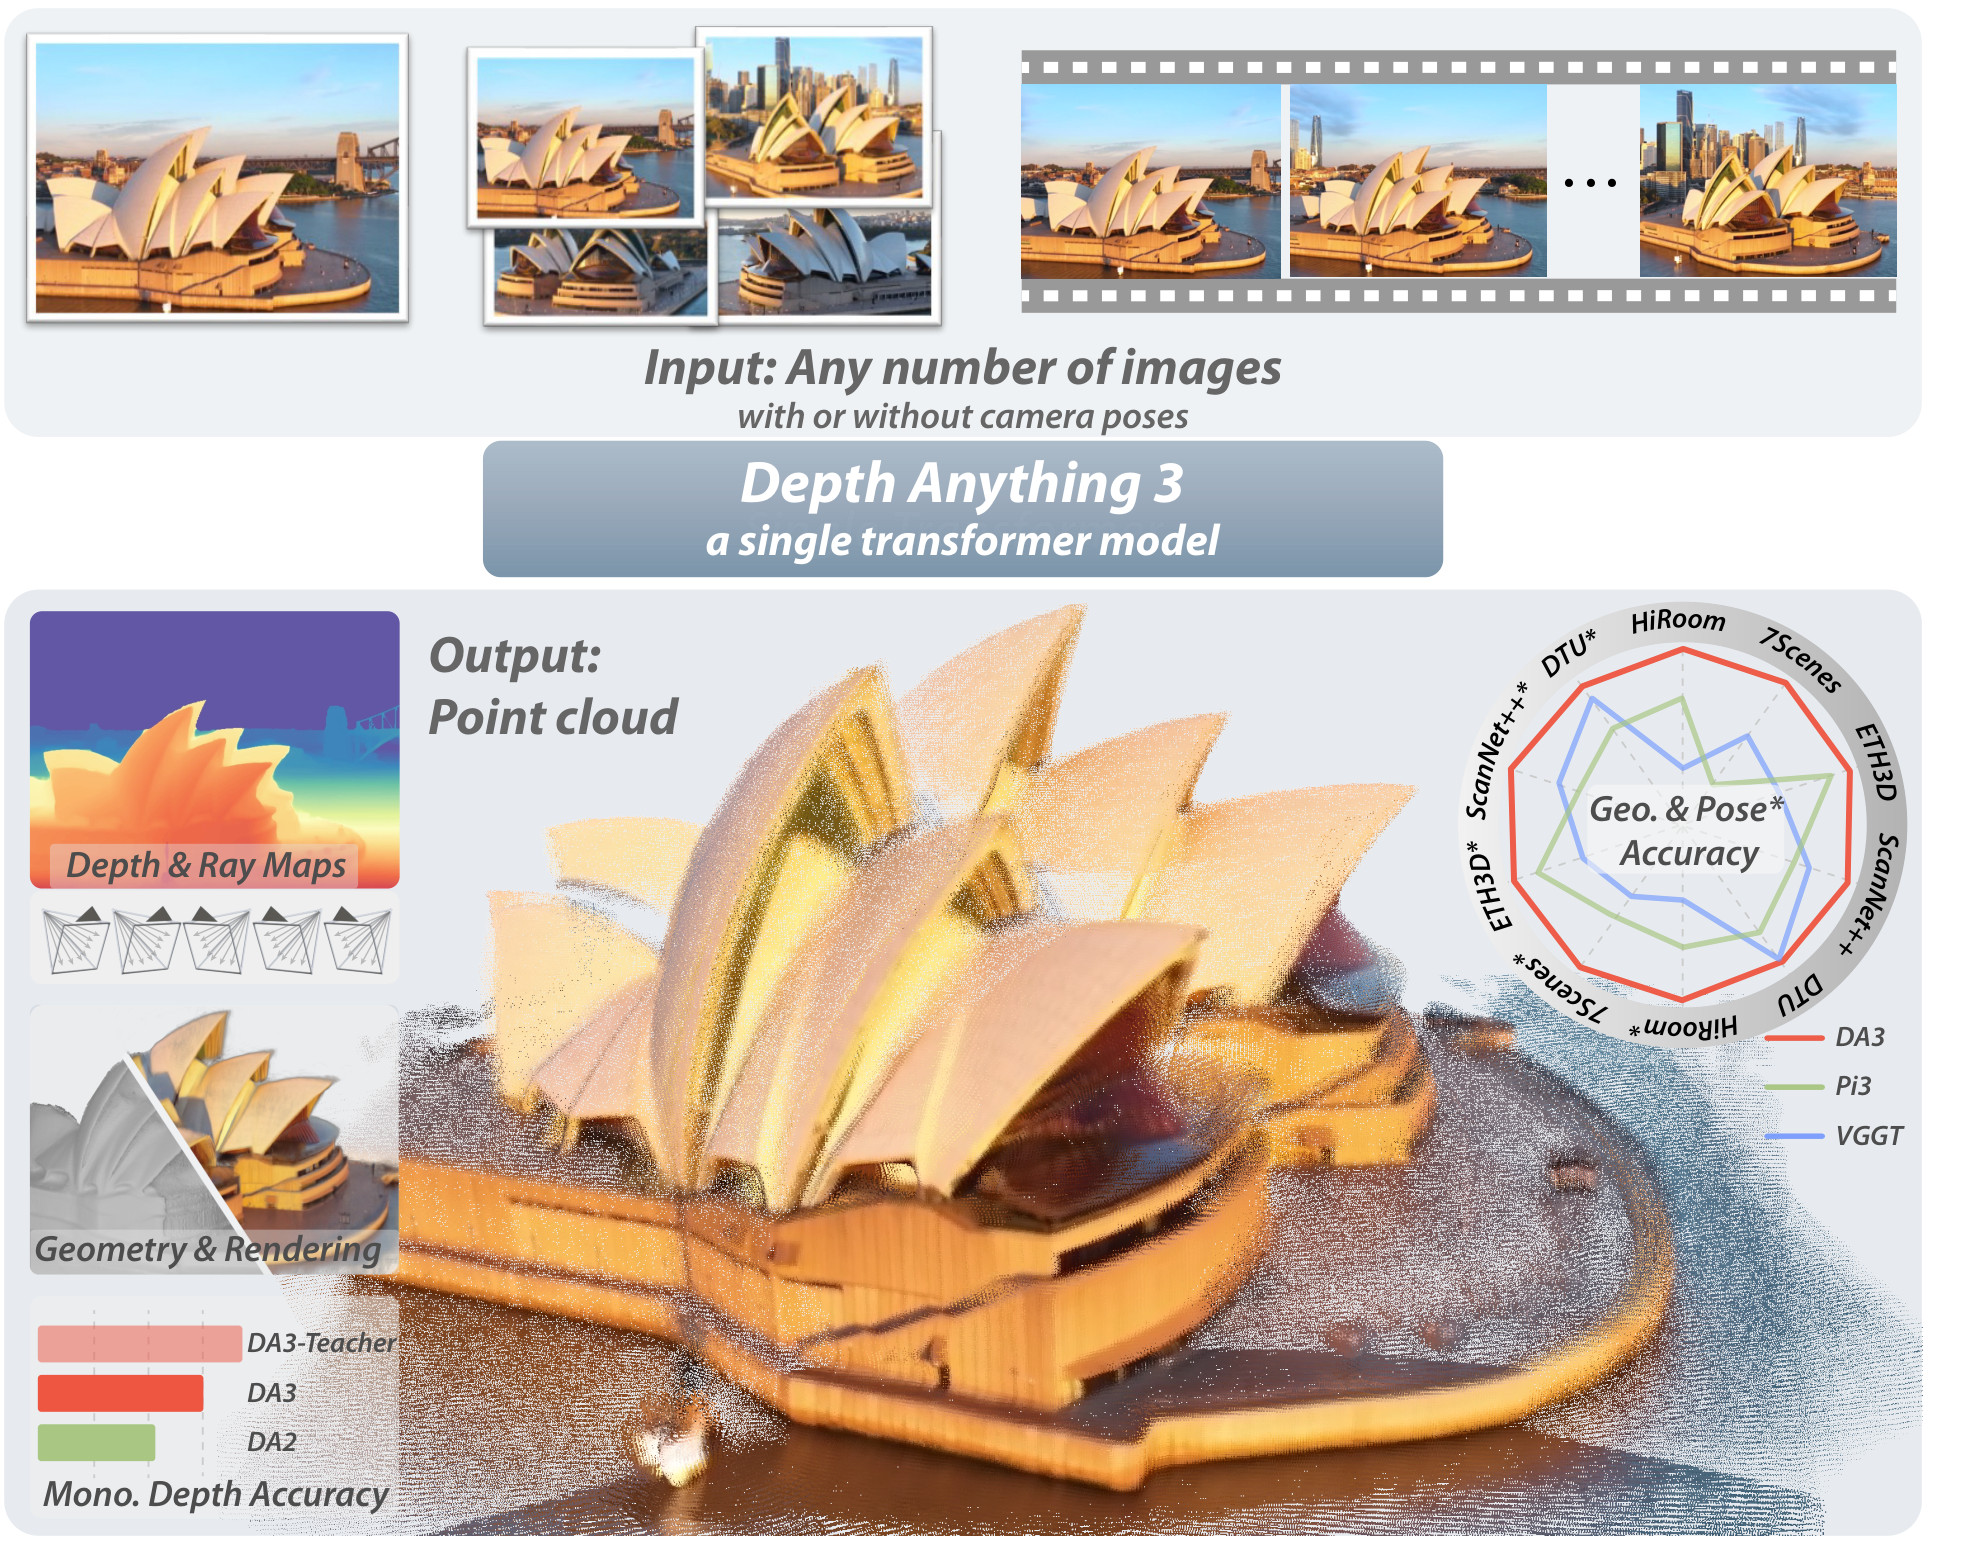 Input: Any number of images
with or without camera poses
Depth Anything 3
a single transformer model
Depth & Ray Maps
Output:
Point cloud
Geometry & Rendering
DA3-Teacher
DA3
DA2
Mono. Depth Accuracy
HiRoom
7Scenes
ETH3D
ScanNet++
DTU
HiRoom*
7Scenes*
ETH3D*
ScanNet++*
DTU*
Geo. & Pose*
Accuracy
DA3
Pi3
VGGT